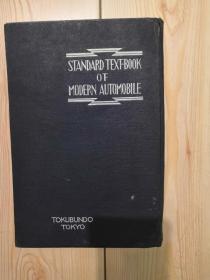 STANDARD TEXT-BOOK
OF
MODERN AUTOMOBILE
TOKUBUNDO
TOKYO